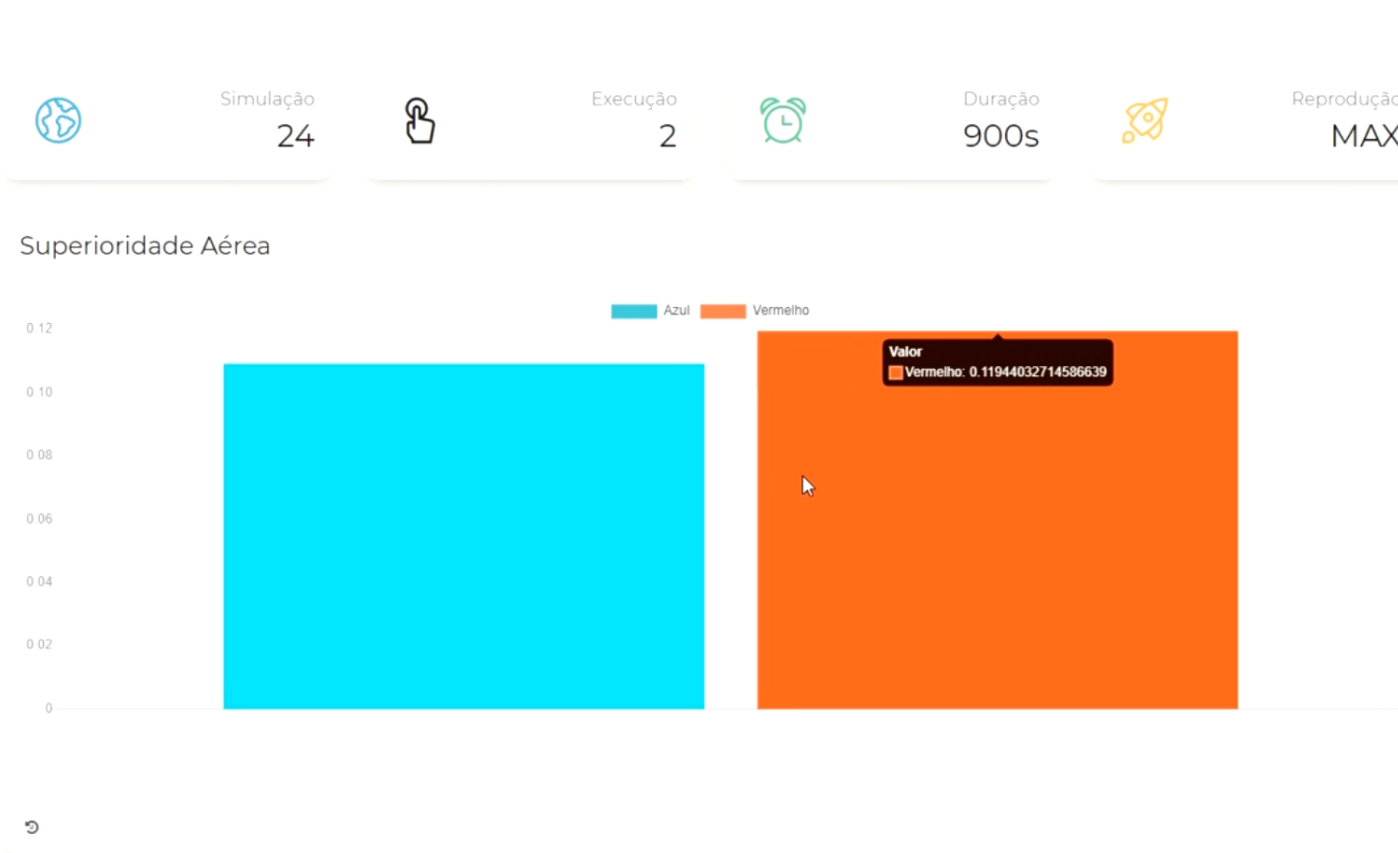 Simulação
24
Execução
2
Duração
900s
Reprodução
MAX
Superioridade Aérea
Azul
Vermelho
0 12
Valor
Vermelho: 0.11944032714586639
0 10
0 08
0 06
0 04
0 02
0